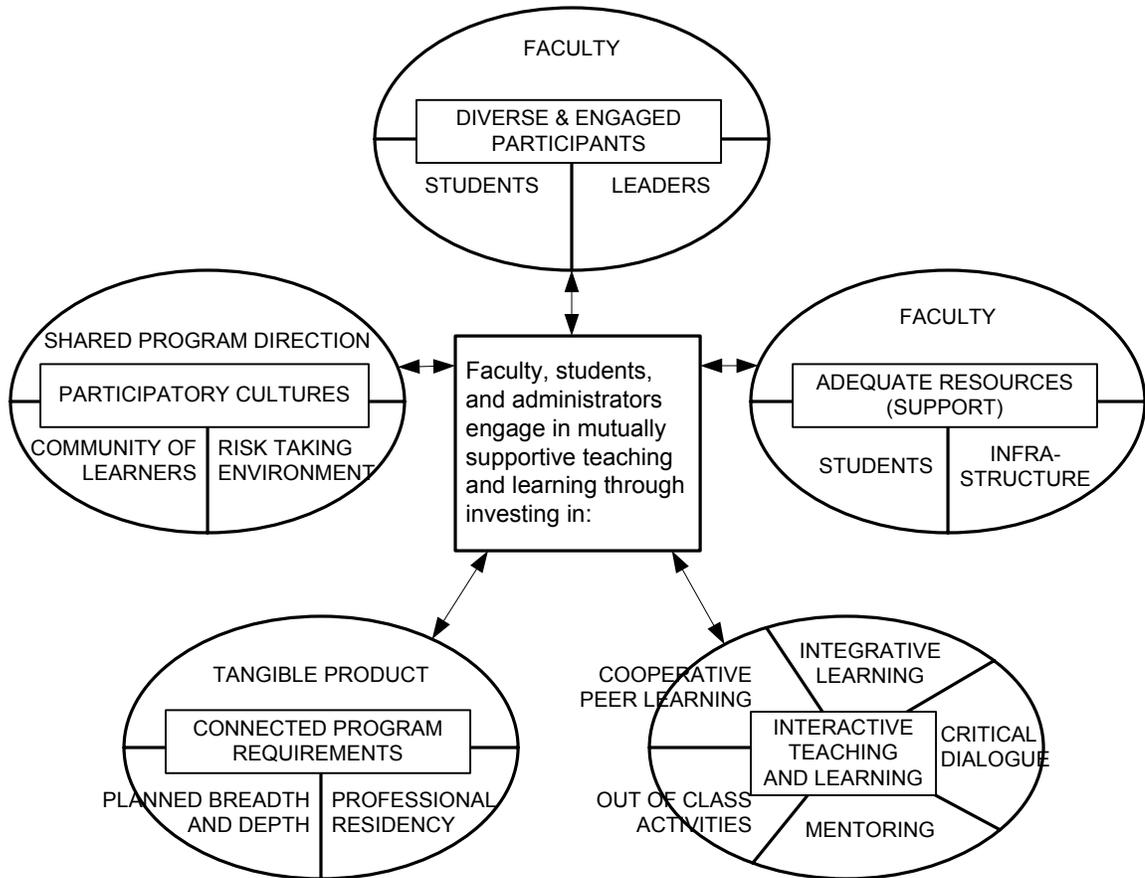 FACULTY
DIVERSE & ENGAGED
PARTICIPANTS
STUDENTS
LEADERS
SHARED PROGRAM DIRECTION
PARTICIPATORY CULTURES
COMMUNITY OF
LEARNERS
RISK TAKING
ENVIRONMENT
Faculty, students,
and administrators
engage in mutually
supportive teaching
and learning through
investing in:
FACULTY
ADEQUATE RESOURCES
(SUPPORT)
STUDENTS
INFRA-
STRUCTURE
TANGIBLE PRODUCT
CONNECTED PROGRAM
REQUIREMENTS
PLANNED BREADTH
AND DEPTH
PROFESSIONAL
RESIDENCY
COOPERATIVE
PEER LEARNING
INTEGRATIVE
LEARNING
INTERACTIVE
TEACHING
AND LEARNING
CRITICAL
DIALOGUE
OUT OF CLASS
ACTIVITIES
MENTORING